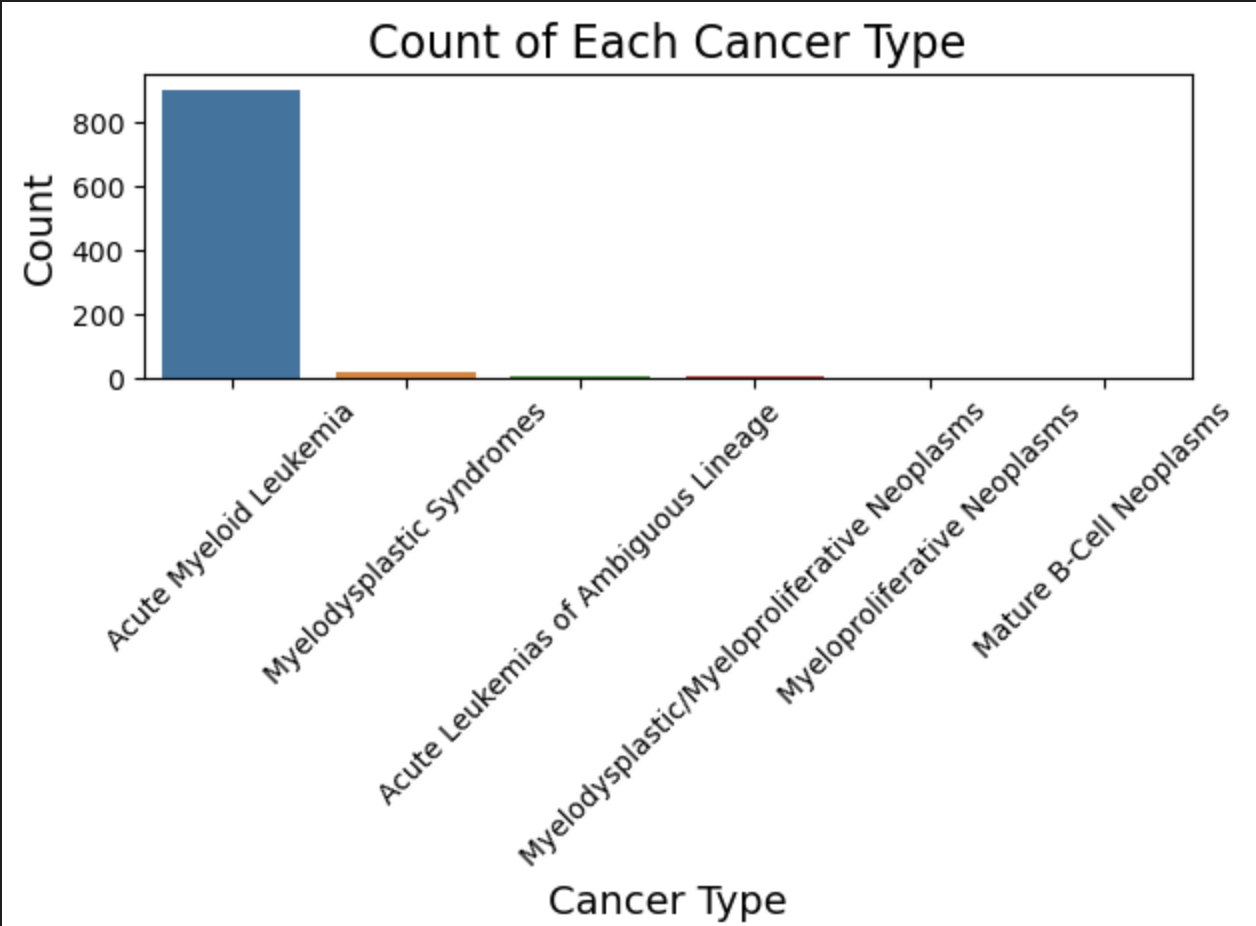 Count of Each Cancer Type
Count
800
600
400
200
0
Acute Myeloid Leukemia
Myelodysplastic Syndromes
Acute Leukemias of Ambiguous Lineage
Myelodysplastic/Myeloproliferative Neoplasms
Myeloproliferative Neoplasms
Mature B-Cell Neoplasms
Cancer Type